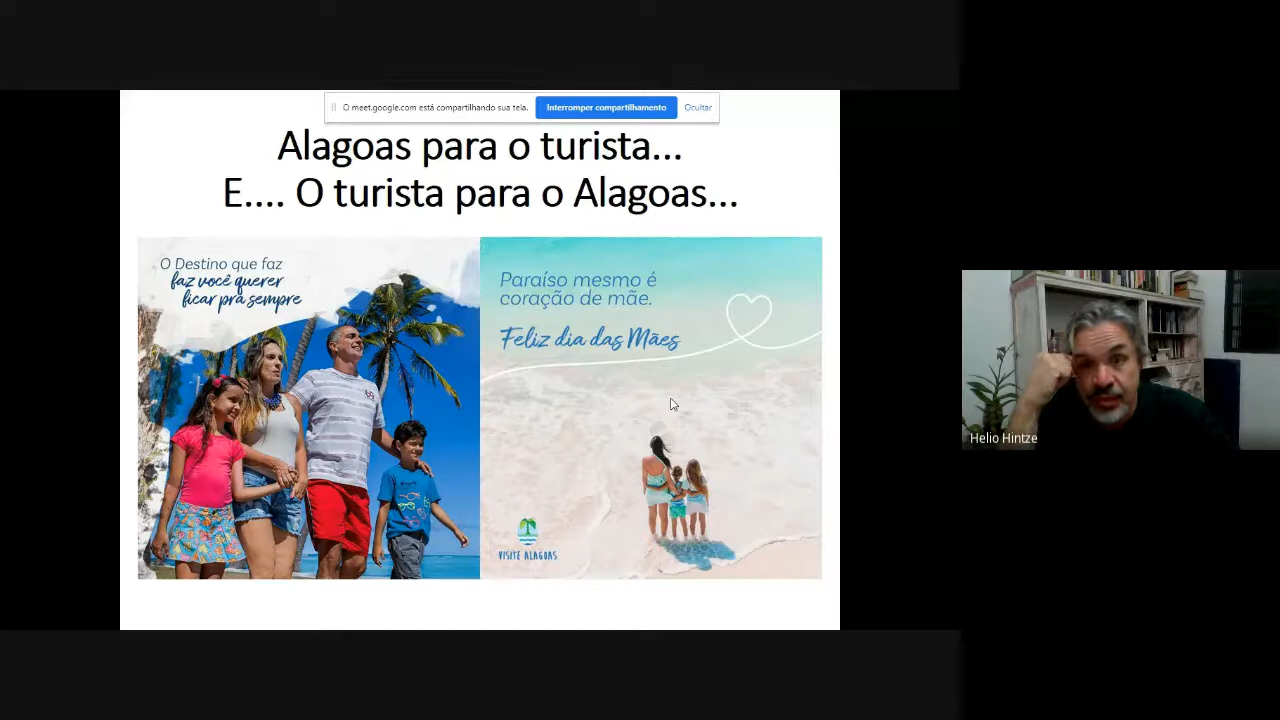 O meet.google.com está compartilhando sua tela.
Interromper compartilhamento
Ocultar
Alagoas para o turista...
E.... O turista para o Alagoas...
O Destino que faz
faz você querer
ficar pra sempre
Paraíso mesmo é
coração de mãe.
Feliz dia das Mães
VISITE ALAGOAS
Helio Hintze